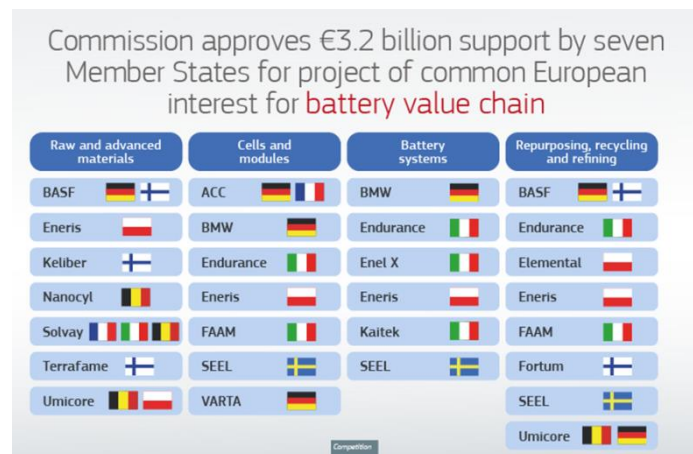 Commission approves €3.2 billion support by seven
Member States for project of common European
interest for battery value chain
Raw and advanced
materials
BASF
Eneris
Keliber
Nanocyl
Solvay
Terrafame
Umicore
Cells and
modules
ACC
BMW
Endurance
Eneris
FAAM
SEEL
VARTA
Battery
systems
BMW
Endurance
Enel X
Eneris
Kaitek
SEEL
Repurposing, recycling
and refining
BASF
Endurance
Elemental
Eneris
FAAM
Fortum
SEEL
Umicore
Competition